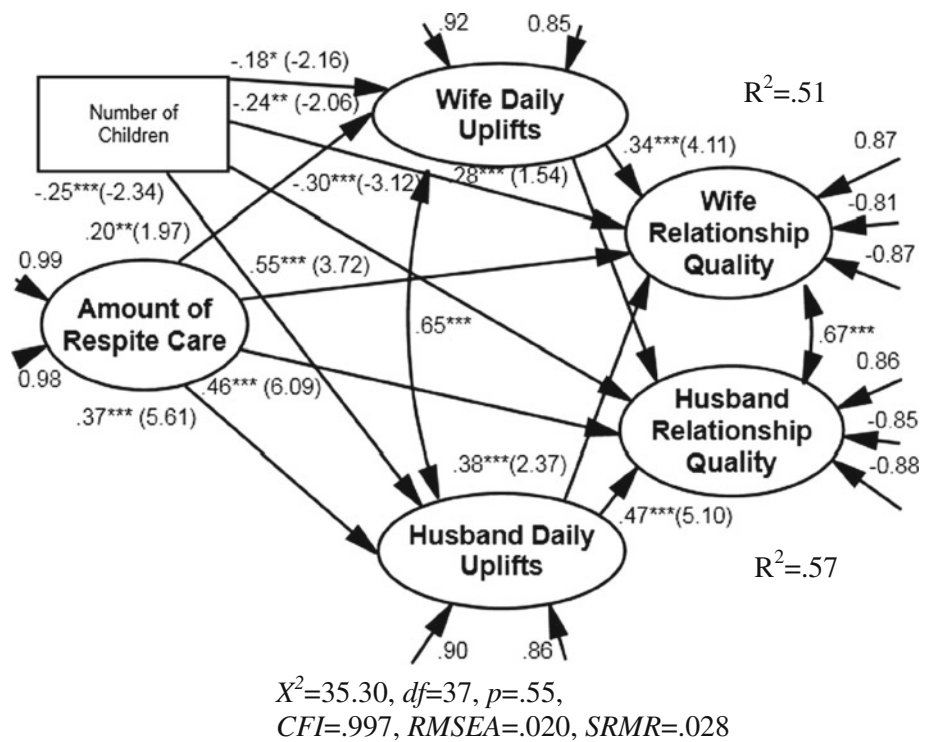 .92
0.85
-.18* (-2.16)
Number of
Children
-.24** (-2.06)
Wife Daily
Uplifts
R²=.51
.34***(4.11)
0.87
-.25***(-2.34)
-.30***(-3.12)
.28*** (1.54)
Wife
Relationship
Quality
-0.81
-0.87
.20**(1.97)
0.99
.55*** (3.72)
Amount of
Respite Care
.65***
.67***
0.98
.46*** (6.09)
0.86
Husband
Relationship
Quality
-0.85
-0.88
.37*** (5.61)
.38***(2.37)
.47***(5.10)
Husband Daily
Uplifts
R²=.57
.90
.86
X²=35.30, df=37, p=.55,
CFI=.997, RMSEA=.020, SRMR=.028